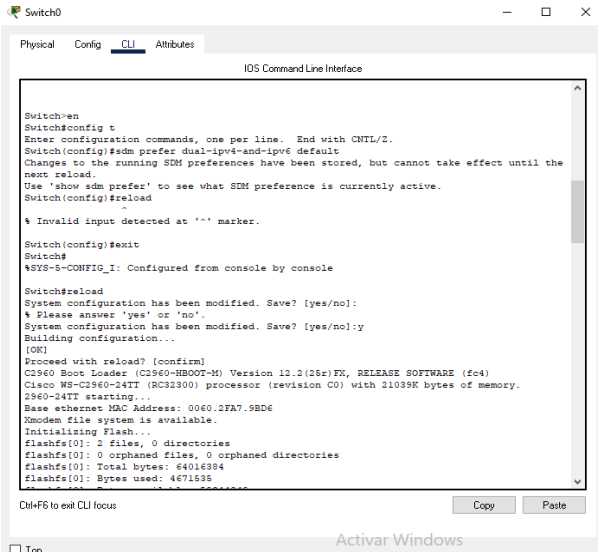 Switch0
Physical Config CLI Attributes
IOS Command Line Interface
Switch>en
Switch#config t
Enter configuration commands, one per line. End with CNTL/Z.
Switch(config)#sdm prefer dual-ipv4-and-ipv6 default
Changes to the running SDM preferences have been stored, but cannot take effect until the
next reload.
Use 'show sdm prefer' to see what SDM preference is currently active.
Switch(config)#reload
^
% Invalid input detected at '^' marker.
Switch(config)#exit
Switch#
%SYS-5-CONFIG_I: Configured from console by console
Switch#reload
System configuration has been modified. Save? [yes/no]:
% Please answer 'yes' or 'no'.
System configuration has been modified. Save? [yes/no]:y
Building configuration...
[OK]
Proceed with reload? [confirm]
C2960 Boot Loader (C2960-HBOOT-M) Version 12.2(25r)FX, RELEASE SOFTWARE (fc4)
Cisco WS-C2960-24TT (RC32300) processor (revision C0) with 21039K bytes of memory.
2960-24TT starting...
Base ethernet MAC Address: 0060.2FA7.9BD6
Xmodem file system is available.
Initializing Flash...
flashfs[0]: 2 files, 0 directories
flashfs[0]: 0 orphaned files, 0 orphaned directories
flashfs[0]: Total bytes: 64016384
flashfs[0]: Bytes used: 4671535
Ctrl+F6 to exit CLI focus
Copy Paste
Activar Windows
Top